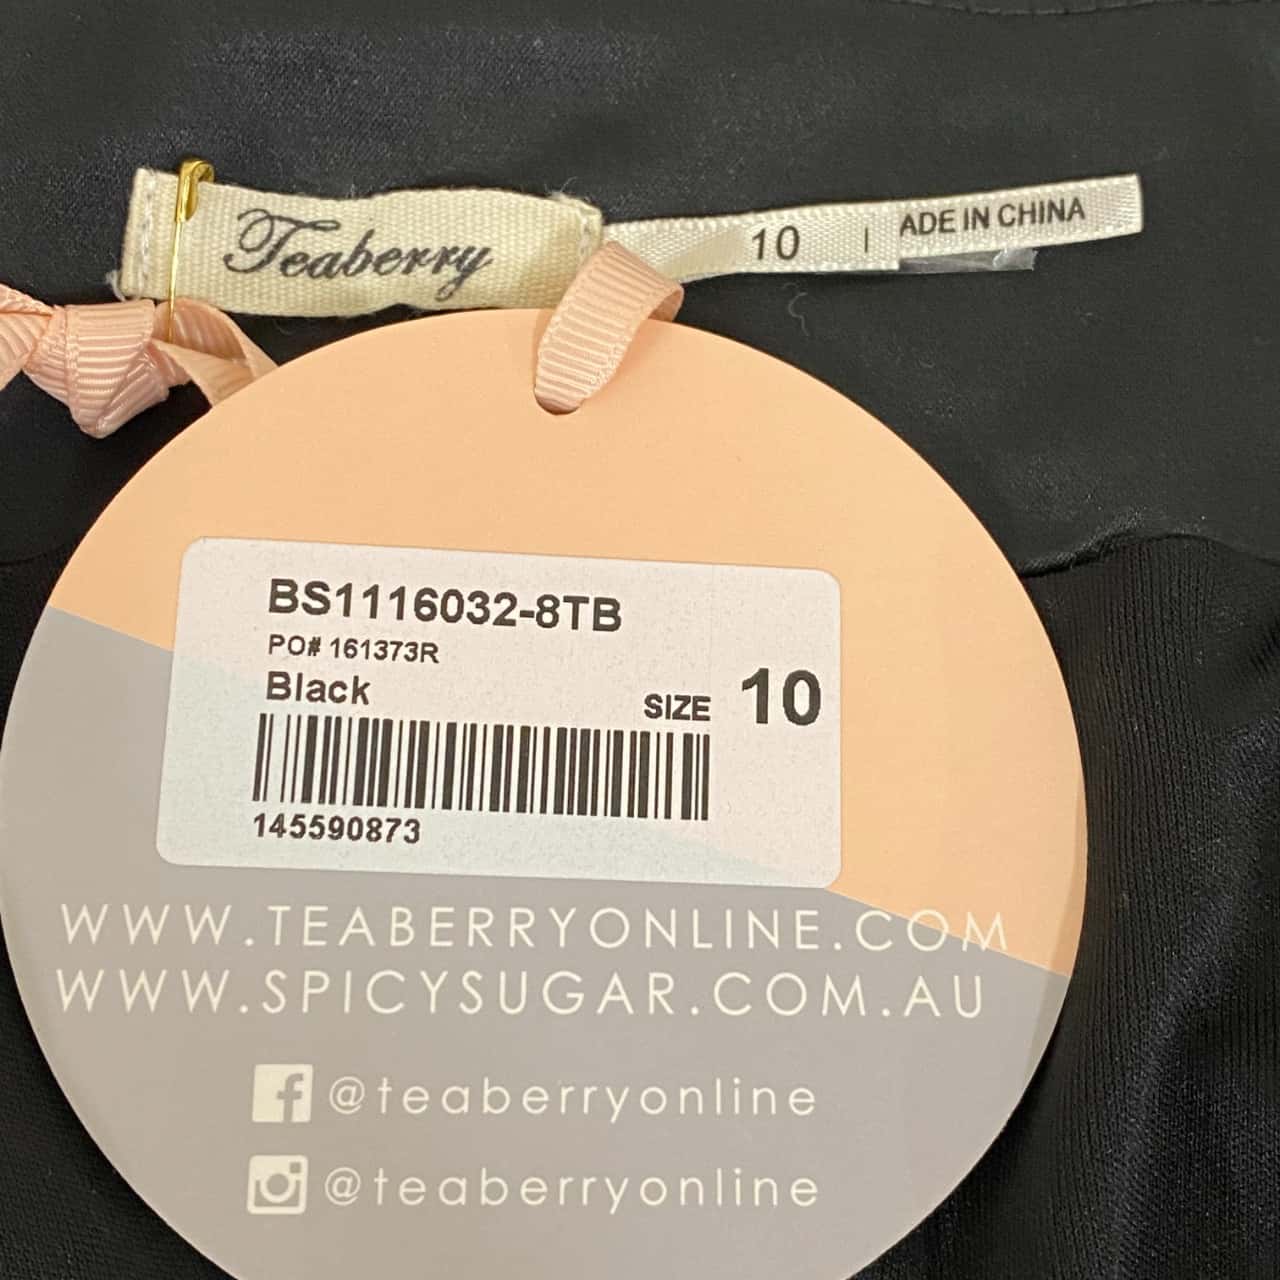 Teaberry
10
ADE IN CHINA
BS1116032-8TB
PO# 161373R
Black
SIZE 10
145590873
WWW.TEABERRYONLINE.COM
WWW.SPICYSUGAR.COM.AU
@teaberryonline
@teaberryonline